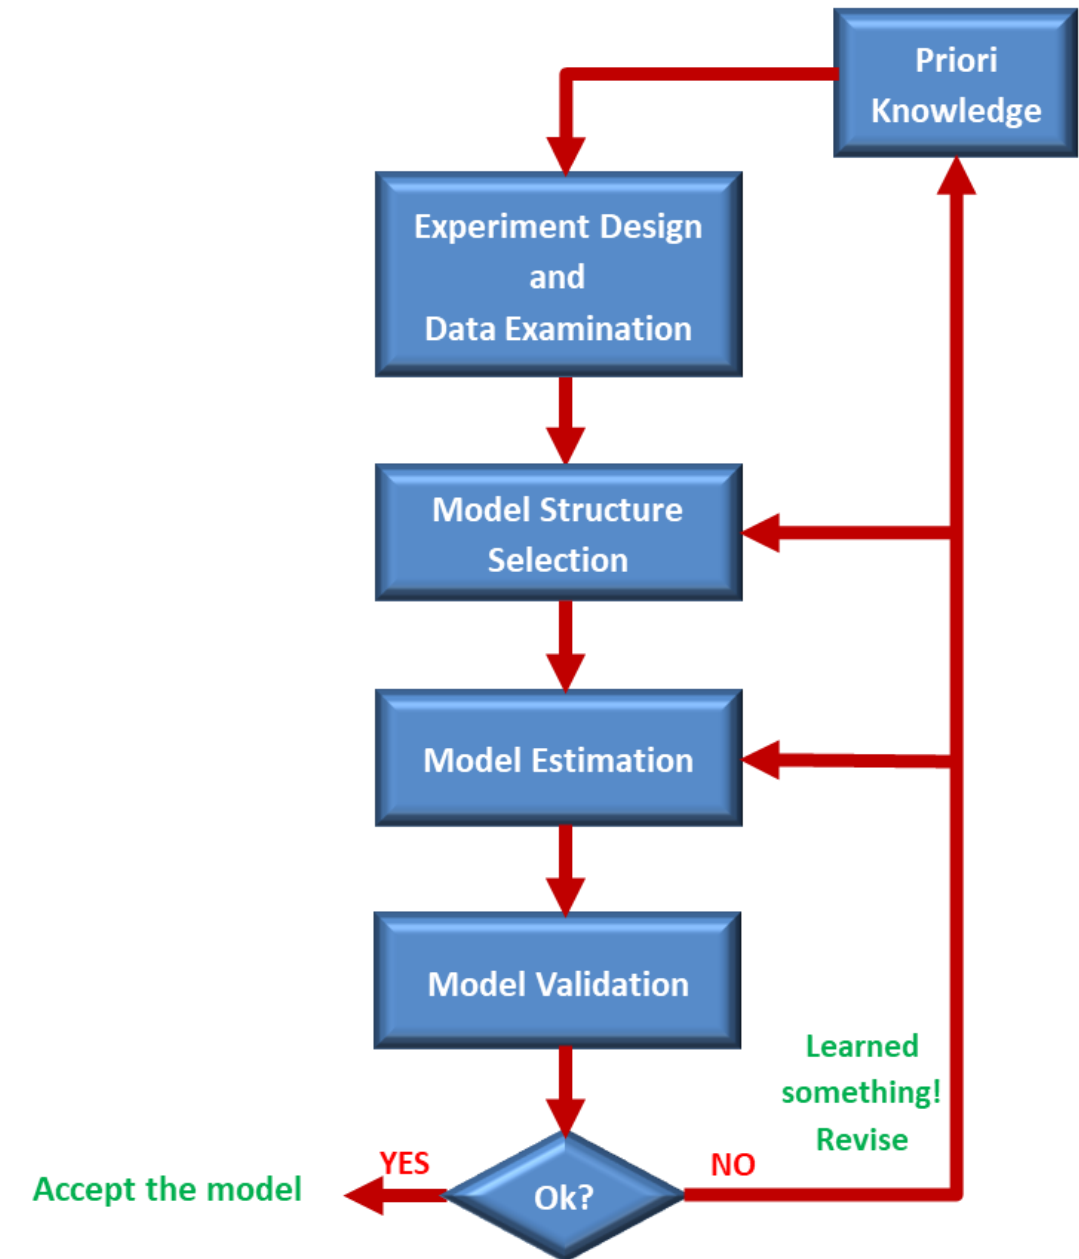 Priori
Knowledge
Experiment Design
and
Data Examination
Model Structure
Selection
Model Estimation
Model Validation
Learned
something!
Revise
YES
NO
Accept the model
Ok?